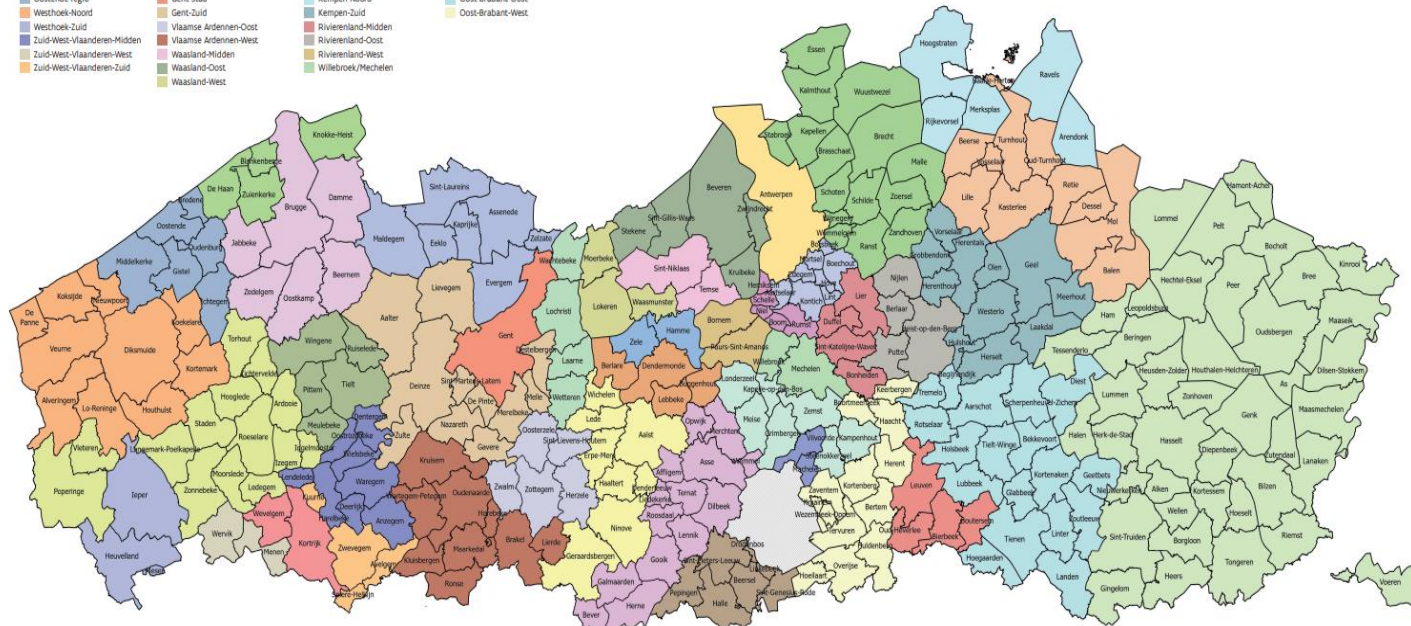 Westhoek-Noord
Westhoek-Zuid
Zuid-West-Vlaanderen-Midden
Zuid-West-Vlaanderen-West
Zuid-West-Vlaanderen-Zuid
Gent-Zuid
Vlaamse Ardennen-Oost
Vlaamse Ardennen-West
Waasland-Midden
Waasland-Oost
Waasland-West
Kempen-Zuid
Rivierenland-Midden
Rivierenland-Oost
Rivierenland-West
Willebroek/Mechelen
Oost-Brabant-West
Knokke-Heist
Blankenberge
De Haan
Zuienkerke
Brugge
Damme
Bredene
Oostende
Oudenburg
Middelkerke
Gistel
Jabbeke
Zedelgem
Oostkamp
Beernem
Sint-Laureins
Maldegem
Eeklo
Kaprijke
Assenede
Zelzate
Evergem
Koksijde
De
Panne
Veurne
Diksmuide
Koekelare
Kortemark
Alveringem
Lo-Reninge
Houthulst
Torhout
Lichtervelde
Wingene
Ruiselede
Pittem
Tielt
Meulebeke
Aalter
Lievegem
Deinze
Gent
Wachtebeke
Lochristi
Laarne
Wetteren
Destelbergen
Sint-Martens-Latem
De Pinte
Melle
Merelbeke
Nazareth
Gavere
Zulte
Hooglede
Ardooie
Staden
Roeselare
Izegem
Ingelmunster
Vleteren
Langemark-Poelkapelle
Poperinge
Ieper
Zonnebeke
Moorslede
Ledegem
Heuvelland
Mesen
Wervik
Menen
Wevelgem
Kortrijk
Kuurne
Lendelede
Dentergem
Oostrozebeke
Wielsbeke
Waregem
Deerlijk
Harelbeke
Anzegem
Zwevegem
Avelgem
Spiere-Helkijn
Kruisem
Wortegem-Petegem
Oudenaarde
Horebeke
Kluisbergen
Maarkedal
Ronse
Brakel
Lierde
Oosterzele
Sint-Lievens-Houtem
Zwalm
Zottegem
Herzele
Moerbeke
Lokeren
Stekene
Sint-Gillis-Waas
Beveren
Zwijndrecht
Kruibeke
Sint-Niklaas
Temse
Waasmunster
Hamme
Zele
Berlare
Dendermonde
Buggenhout
Lebbeke
Wichelen
Lede
Aalst
Erpe-Mere
Haaltert
Denderleeuw
Ninove
Geraardsbergen
Bornem
Puurs-Sint-Amands
Willebroek
Mechelen
Antwerpen
Stabroek
Essen
Kalmthout
Wuustwezel
Kapellen
Brasschaat
Brecht
Schoten
Schilde
Malle
Zoersel
Zandhoven
Wijnegem
Wommelgem
Ranst
Borsbeek
Mortsel
Edegem
Boechout
Hove
Lint
Kontich
Aartselaar
Hemiksem
Schelle
Niel
Boom
Rumst
Lier
Duffel
Sint-Katelijne-Waver
Bonheiden
Nijlen
Berlaar
Heist-op-den-Berg
Putte
Hoogstraten
Baarle-Hertog
Ravels
Merksplas
Rijkevorsel
Arendonk
Beerse
Turnhout
Vosselaar
Oud-Turnhout
Lille
Kasterlee
Retie
Dessel
Mol
Balen
Vorselaar
Herentals
Grobbendonk
Herenthout
Olen
Geel
Meerhout
Westerlo
Laakdal
Hulshout
Herselt
Londerzeel
Kapelle-op-den-Bos
Meise
Grimbergen
Zemst
Vilvoorde
Kampenhout
Steenokkerzeel
Machelen
Opwijk
Merchtem
Asse
Wemmel
Affligem
Liedekerke
Ternat
Dilbeek
Roosdaal
Lennik
Gooik
Galmaarden
Herne
Bever
Drogenbos
Sint-Pieters-Leeuw
Linkebeek
Beersel
Halle
Pepingen
Sint-Genesius-Rode
Hoeilaart
Overijse
Huldenberg
Tervuren
Wezembeek-Oppem
Kraainem
Zaventem
Kortenberg
Bertem
Herent
Haacht
Boortmeerbeek
Keerbergen
Leuven
Oud-Heverlee
Bierbeek
Boutersem
Begijnendijk
Tremelo
Rotselaar
Aarschot
Scherpenheuvel-Zichem
Diest
Holsbeek
Tielt-Winge
Bekkevoort
Lubbeek
Kortenaken
Geetbets
Glabbeek
Zoutleeuw
Tienen
Linter
Hoegaarden
Landen
Lommel
Hamont-Achel
Pelt
Bocholt
Hechtel-Eksel
Peer
Bree
Kinrooi
Leopoldsburg
Ham
Beringen
Tessenderlo
Oudsbergen
Maaseik
Heusden-Zolder
Houthalen-Helchteren
Dilsen-Stokkem
Lummen
Zonhoven
As
Genk
Maasmechelen
Halen
Herk-de-Stad
Hasselt
Diepenbeek
Zutendaal
Lanaken
Nieuwerkerken
Alken
Kortessem
Bilzen
Wellen
Hoeselt
Sint-Truiden
Borgloon
Riemst
Gingelom
Heers
Tongeren
Voeren